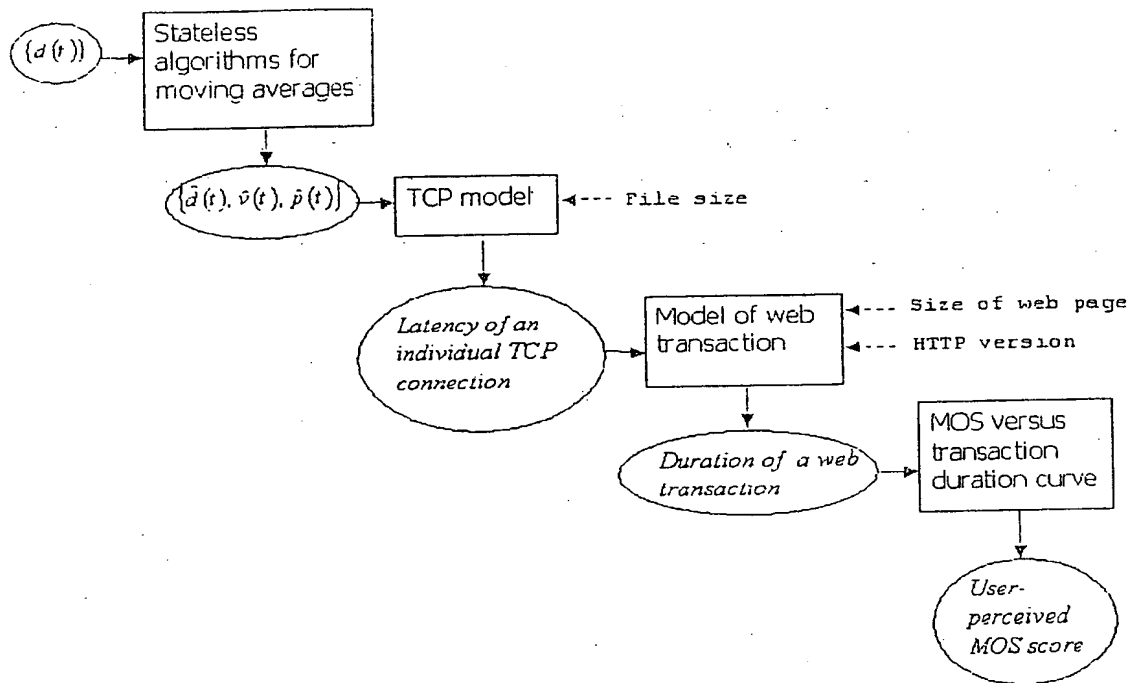 {d(t)}
Stateless
algorithms for
moving averages
{d̂(t), v̂(t), p̂(t)}
TCP model
File size
Latency of an
individual TCP
connection
Model of web
transaction
Size of web page
HTTP version
Duration of a web
transaction
MOS versus
transaction
duration curve
User-
perceived
MOS score